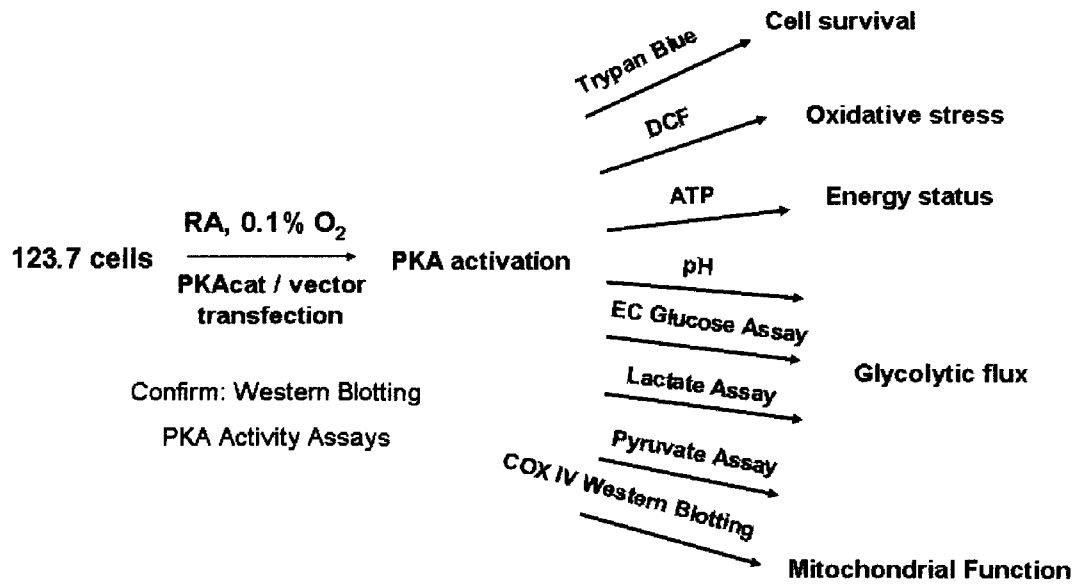 123.7 cells
RA, 0.1% O₂
PKAcat / vector
transfection
PKA activation
Confirm: Western Blotting
PKA Activity Assays
Trypan Blue
Cell survival
DCF
Oxidative stress
ATP
Energy status
pH
EC Glucose Assay
Lactate Assay
Pyruvate Assay
Glycolytic flux
COX IV Western Blotting
Mitochondrial Function